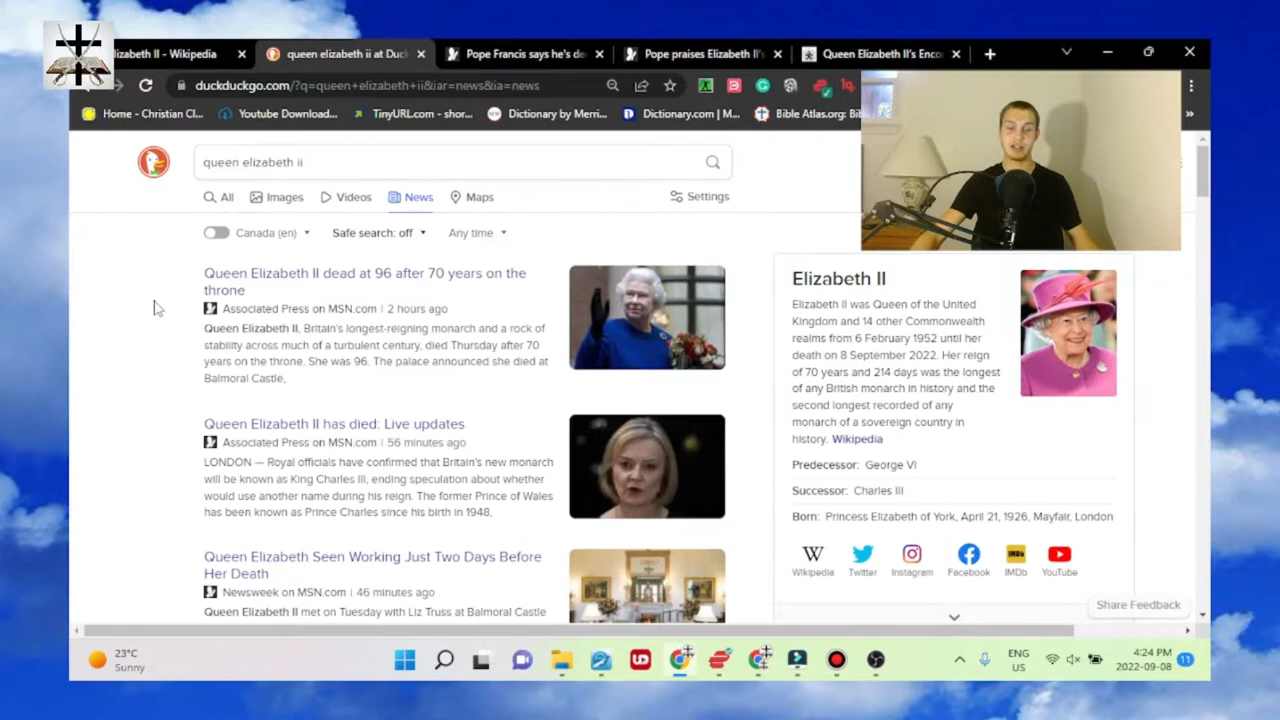 lizabeth II - Wikipedia
queen elizabeth ii at Duc
Pope Francis says he's de
Pope praises Elizabeth II's
Queen Elizabeth II's Enco
duckduckgo.com/?q=queen+elizabeth+ii&iar=news&ia=news
Home - Christian Cl...
Youtube Download...
TinyURL.com - shor...
Dictionary by Merri...
Dictionary.com | M...
Bible Atlas.org: Bib
queen elizabeth ii
All
Images
Videos
News
Maps
Settings
Canada (en)
Safe search: off
Any time
Queen Elizabeth II dead at 96 after 70 years on the
throne
Associated Press on MSN.com | 2 hours ago
Queen Elizabeth II, Britain's longest-reigning monarch and a rock of
stability across much of a turbulent century, died Thursday after 70
years on the throne. She was 96. The palace announced she died at
Balmoral Castle,
Queen Elizabeth II has died: Live updates
Associated Press on MSN.com | 56 minutes ago
LONDON — Royal officials have confirmed that Britain's new monarch
will be known as King Charles III, ending speculation about whether
would use another name during his reign. The former Prince of Wales
has been known as Prince Charles since his birth in 1948,
Queen Elizabeth Seen Working Just Two Days Before
Her Death
Newsweek on MSN.com | 46 minutes ago
Queen Elizabeth II met on Tuesday with Liz Truss at Balmoral Castle
Elizabeth II
Elizabeth II was Queen of the United
Kingdom and 14 other Commonwealth
realms from 6 February 1952 until her
death on 8 September 2022. Her reign
of 70 years and 214 days was the longest
of any British monarch in history and the
second longest recorded of any
monarch of a sovereign country in
history. Wikipedia
Predecessor: George VI
Successor: Charles III
Born: Princess Elizabeth of York, April 21, 1926, Mayfair, London
Wikipedia
Twitter
Instagram
Facebook
IMDb
YouTube
Share Feedback
23°C
Sunny
ENG
US
4:24 PM
2022-09-08
11